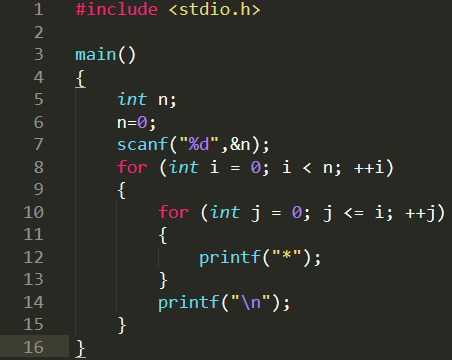 1 #include <stdio.h>
2
3 main()
4 {
5     int n;
6     n=0;
7     scanf("%d",&n);
8     for (int i = 0; i < n; ++i)
9     {
10         for (int j = 0; j <= i; ++j)
11         {
12             printf("*");
13         }
14         printf("\n");
15     }
16 }